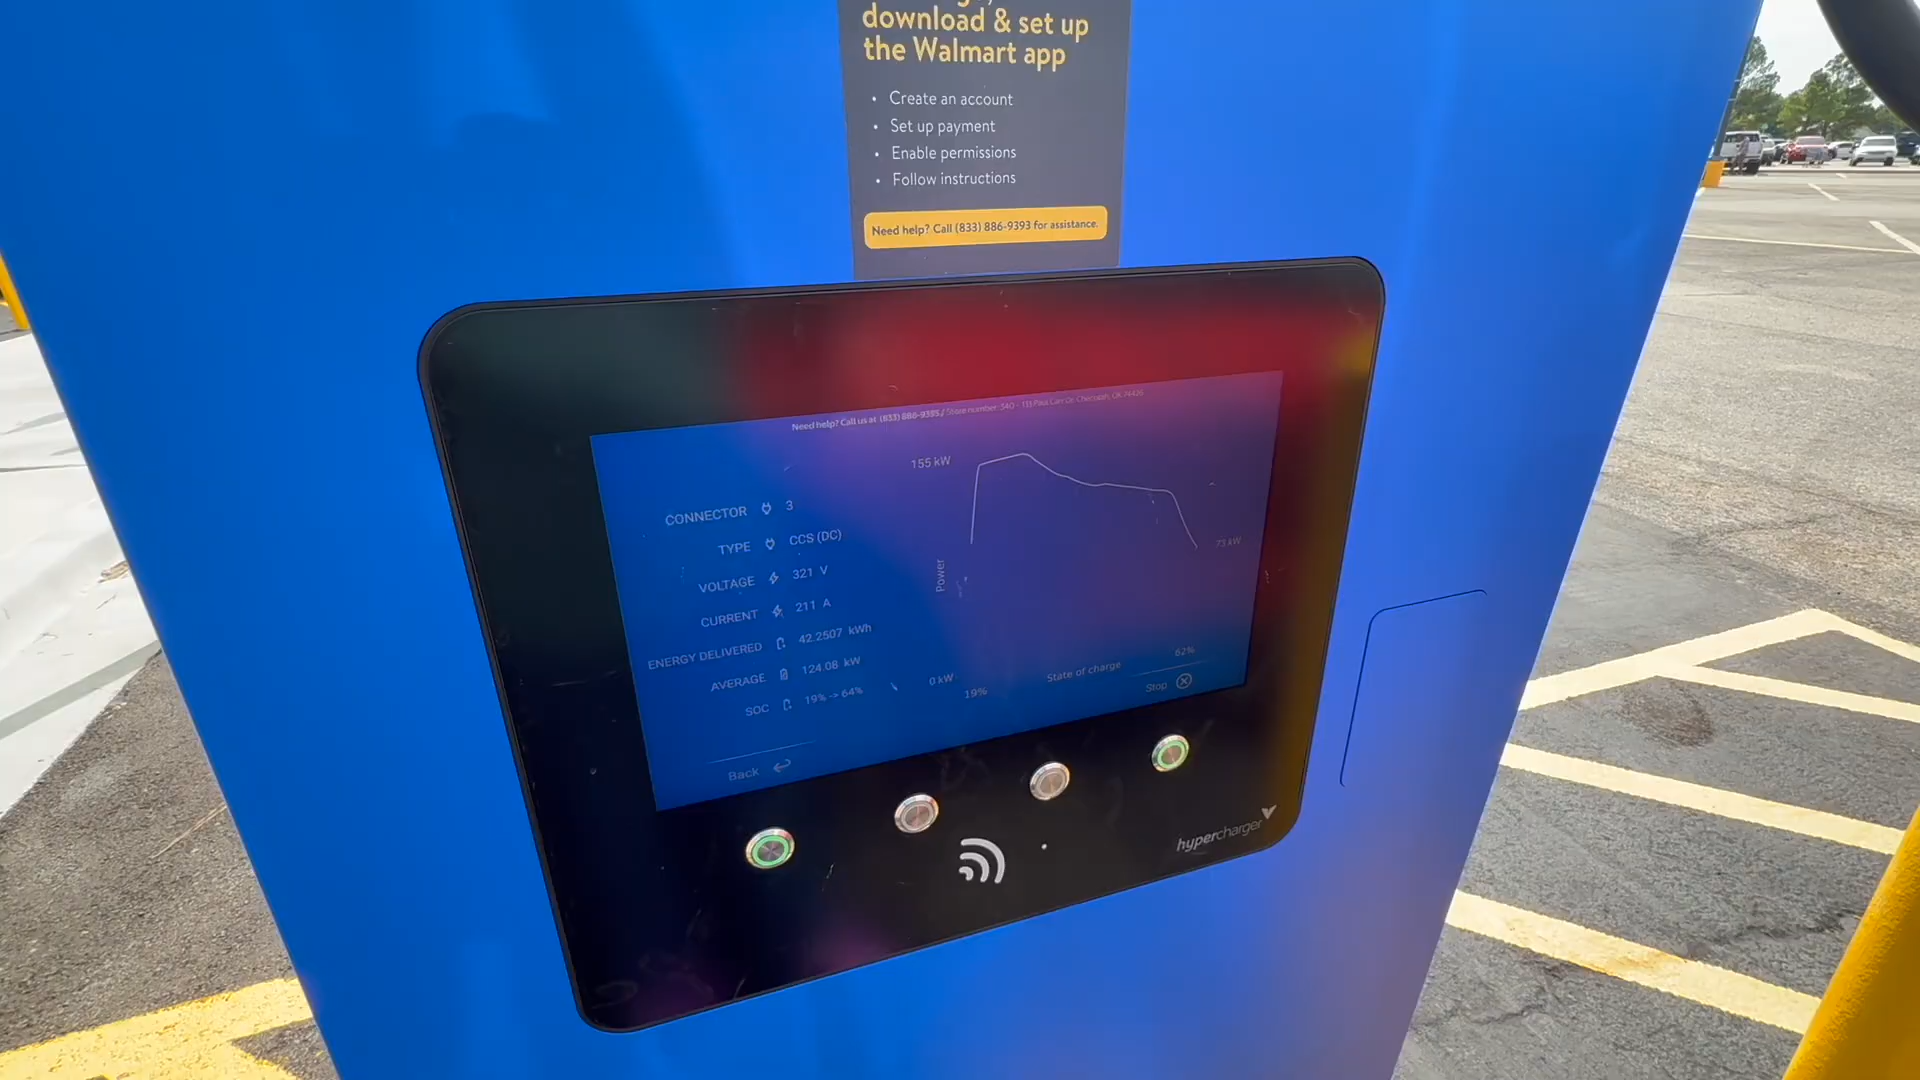 download & set up
the Walmart app
• Create an account
• Set up payment
• Enable permissions
• Follow instructions
Need help? Call (833) 886-9393 for assistance.
Need help? Call us at (833) 886-9393 / Store number: 540 - 135 Paul Carr Dr, Checotah, OK 74426
155 kW
CONNECTOR 3
TYPE CCS (DC)
VOLTAGE 321 V
73 kW
Power
CURRENT 211 A
ENERGY DELIVERED 42.2507 kWh
AVERAGE 124.08 kW
SOC 19% -> 64%
0 kW
19%
State of charge
62%
Stop
Back
hypercharger